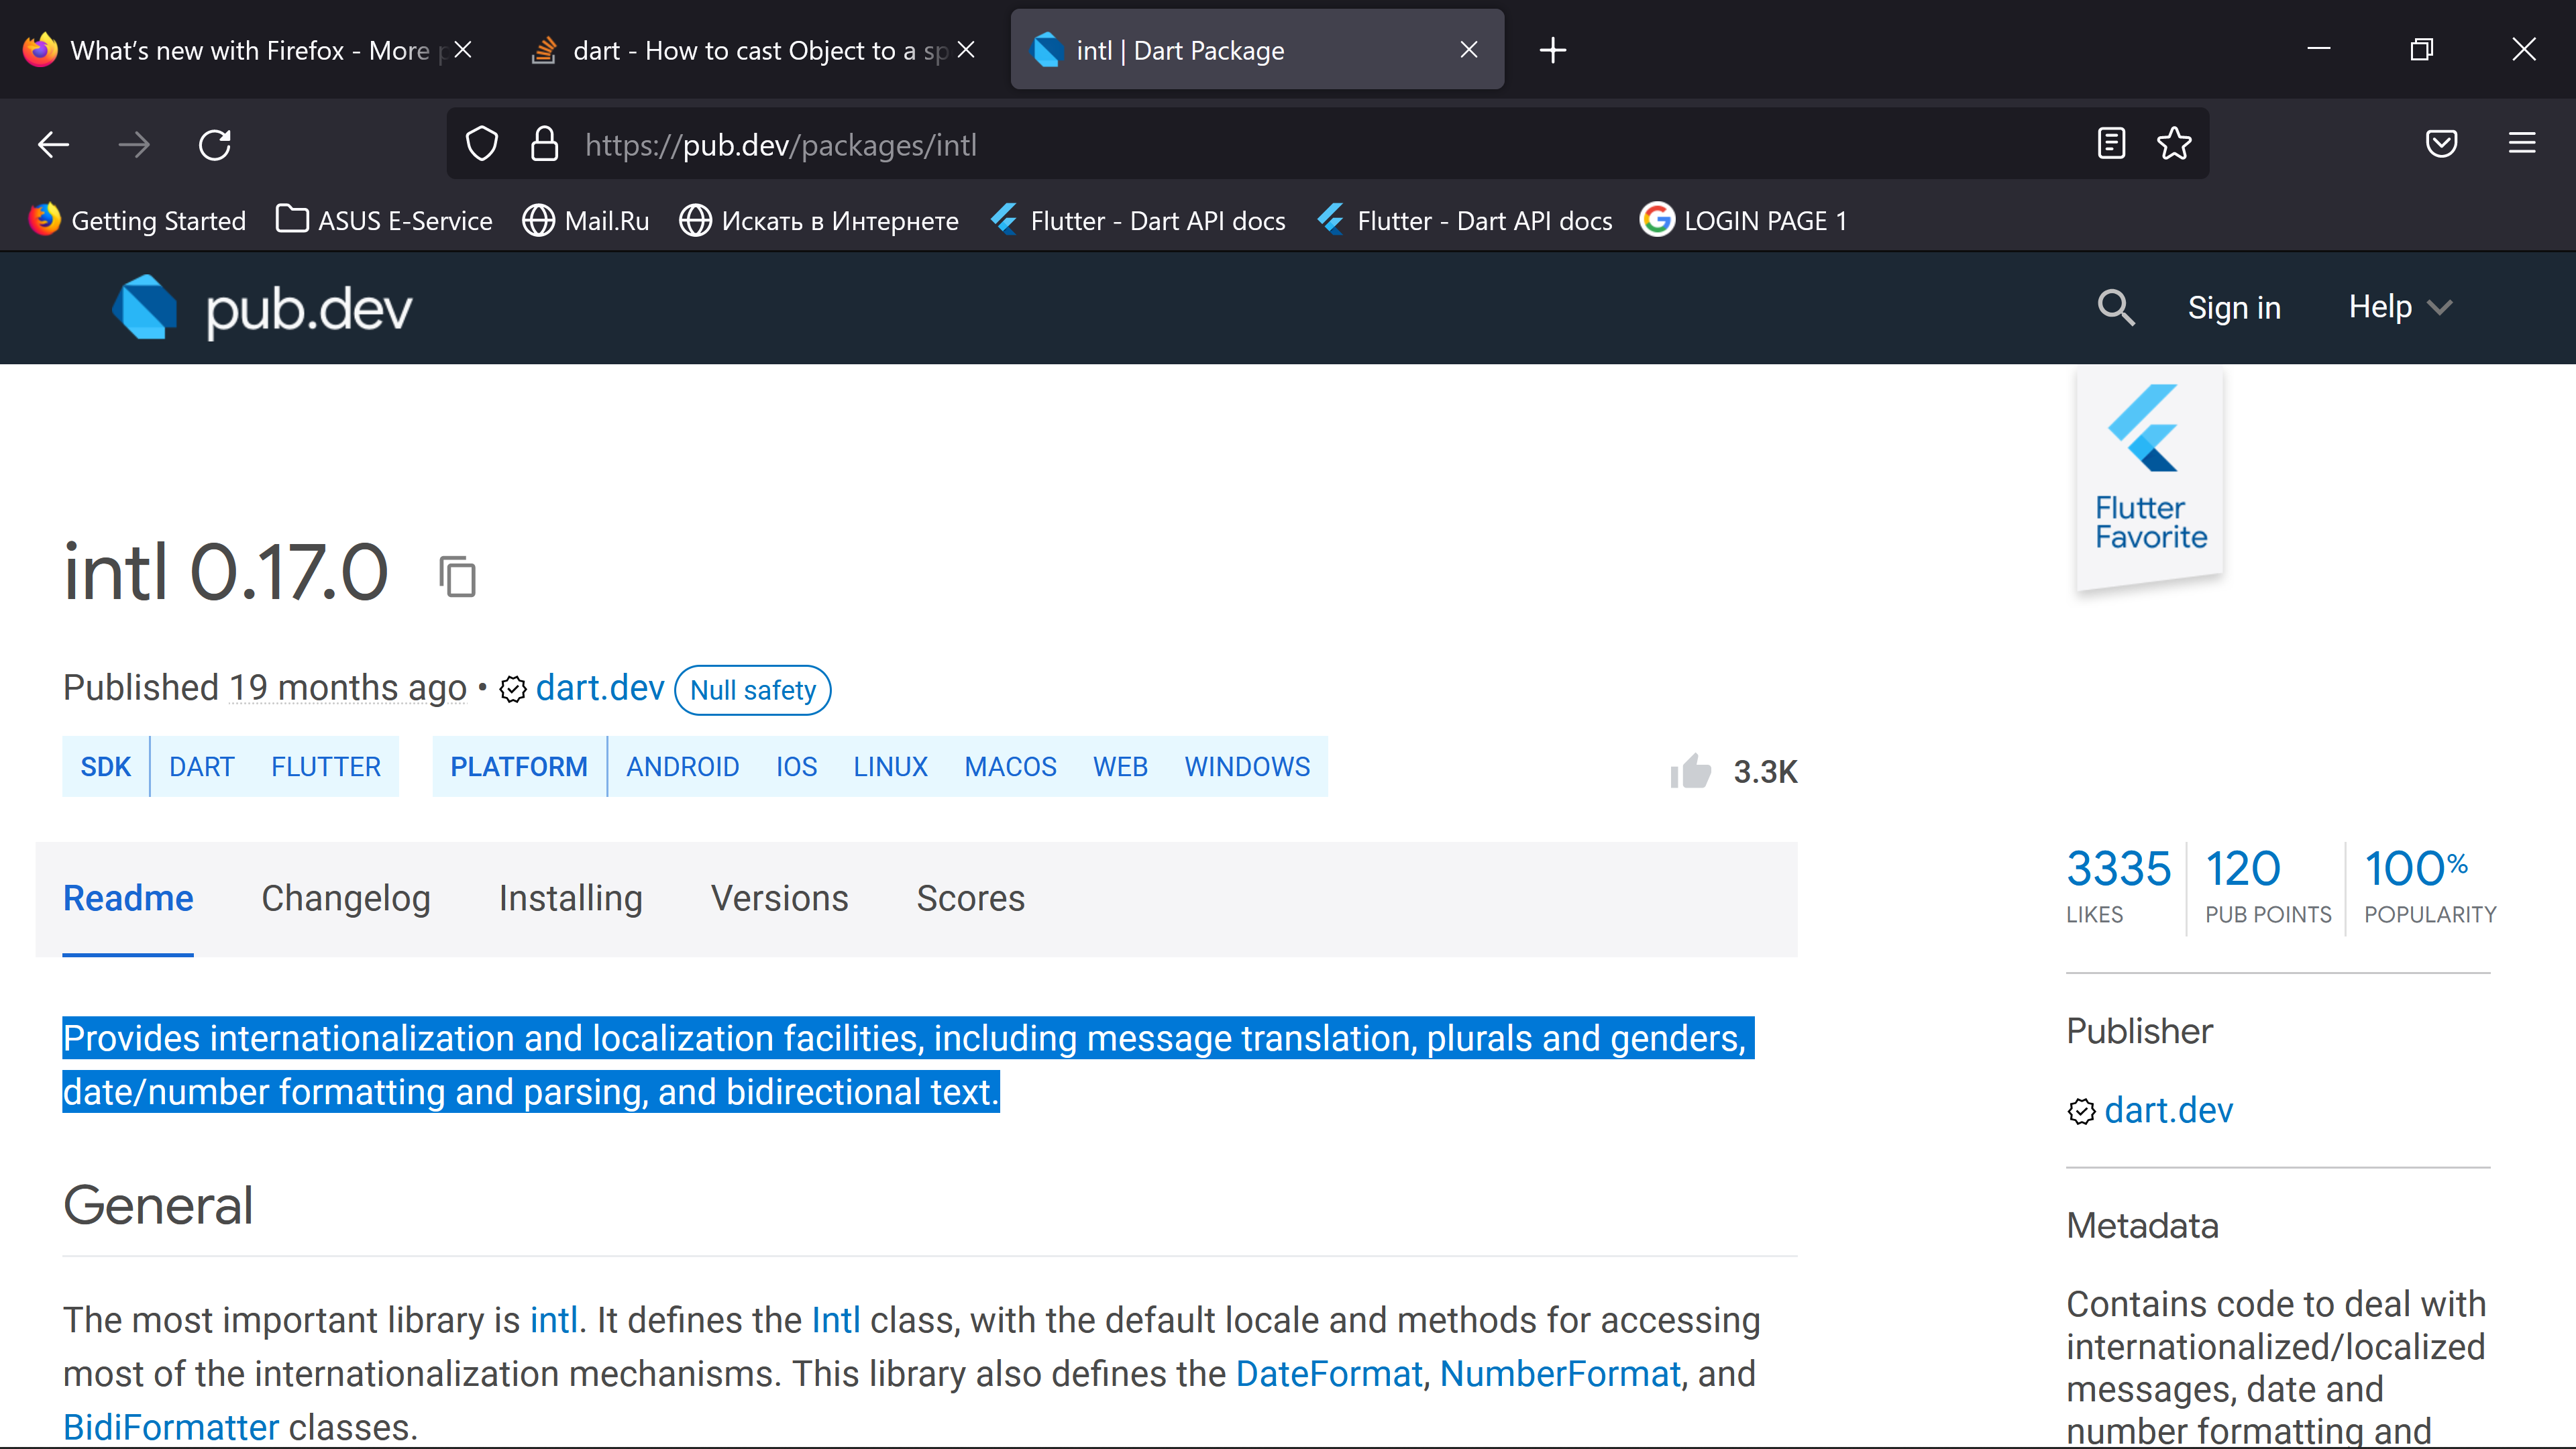 What's new with Firefox - More p
dart - How to cast Object to a sp
intl | Dart Package
https://pub.dev/packages/intl
Getting Started ASUS E-Service Mail.Ru Искать в Интернете Flutter - Dart API docs Flutter - Dart API docs LOGIN PAGE 1
pub.dev
Sign in Help
Flutter
Favorite
intl 0.17.0
Published 19 months ago • dart.dev Null safety
SDK DART FLUTTER PLATFORM ANDROID IOS LINUX MACOS WEB WINDOWS
3.3K
Readme Changelog Installing Versions Scores
Provides internationalization and localization facilities, including message translation, plurals and genders,
date/number formatting and parsing, and bidirectional text.
General
The most important library is intl. It defines the Intl class, with the default locale and methods for accessing
most of the internationalization mechanisms. This library also defines the DateFormat, NumberFormat, and
BidiFormatter classes.
3335 120 100%
LIKES PUB POINTS POPULARITY
Publisher
dart.dev
Metadata
Contains code to deal with
internationalized/localized
messages, date and
number formatting and